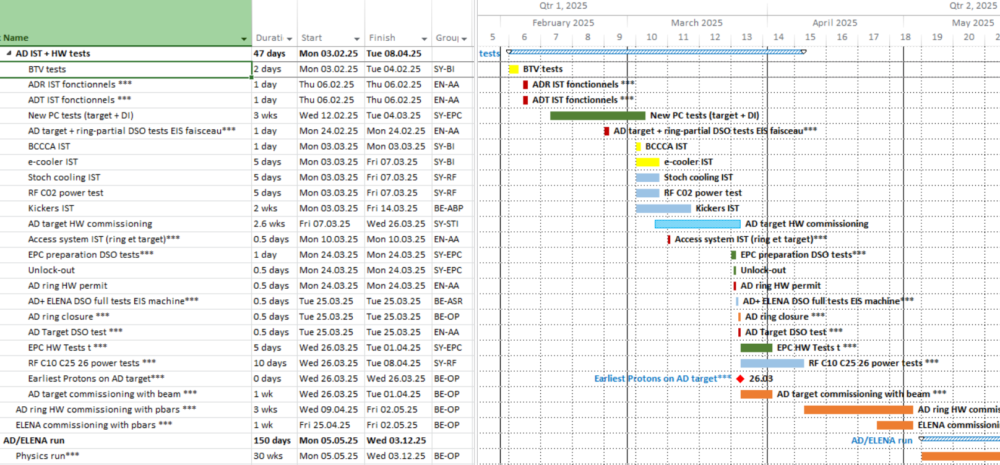 Qtr 1, 2025 Qtr 2, 2025
February 2025 March 2025 April 2025 May 2025
Name Durati Start Finish Grou 5 6 7 8 9 10 11 12 13 14 15 16 17 18 19 20
AD IST + HW tests 47 days Mon 03.02.25 Tue 08.04.25 tests
BTV tests 2 days Mon 03.02.25 Tue 04.02.25 SY-BI BTV tests
ADR IST fonctionnels *** 1 day Thu 06.02.25 Thu 06.02.25 EN-AA ADR IST fonctionnels ***
ADT IST fonctionnels *** 1 day Thu 06.02.25 Thu 06.02.25 EN-AA ADT IST fonctionnels ***
New PC tests (target + DI) 3 wks Wed 12.02.25 Tue 04.03.25 SY-EPC New PC tests (target + DI)
AD target + ring-partial DSO tests EIS faisceau*** 1 day Mon 24.02.25 Mon 24.02.25 EN-AA AD target + ring-partial DSO tests EIS faisceau***
BCCCA IST 1 day Mon 03.03.25 Mon 03.03.25 SY-BI BCCCA IST
e-cooler IST 5 days Mon 03.03.25 Fri 07.03.25 SY-BI e-cooler IST
Stoch cooling IST 5 days Mon 03.03.25 Fri 07.03.25 SY-RF Stoch cooling IST
RF C02 power test 5 days Mon 03.03.25 Fri 07.03.25 SY-RF RF C02 power test
Kickers IST 2 wks Mon 03.03.25 Fri 14.03.25 BE-ABP Kickers IST
AD target HW commissioning 2.6 wks Fri 07.03.25 Wed 26.03.25 SY-STI AD target HW commissioning
Access system IST (ring et target)*** 0.5 days Mon 10.03.25 Mon 10.03.25 EN-AA Access system IST (ring et target)***
EPC preparation DSO tests*** 1 day Mon 24.03.25 Mon 24.03.25 SY-EPC EPC preparation DSO tests***
Unlock-out 0.5 days Mon 24.03.25 Mon 24.03.25 SY-EPC Unlock-out
AD ring HW permit 0.5 days Mon 24.03.25 Mon 24.03.25 EN-AA AD ring HW permit
AD+ ELENA DSO full tests EIS machine*** 0.5 days Tue 25.03.25 Tue 25.03.25 BE-ASR AD+ ELENA DSO full tests EIS machine***
AD ring closure *** 0.5 days Tue 25.03.25 Tue 25.03.25 BE-OP AD ring closure ***
AD Target DSO test *** 0.5 days Tue 25.03.25 Tue 25.03.25 EN-AA AD Target DSO test ***
EPC HW Tests t *** 5 days Wed 26.03.25 Tue 01.04.25 SY-EPC EPC HW Tests t ***
RF C10 C25 26 power tests *** 10 days Wed 26.03.25 Tue 08.04.25 SY-RF RF C10 C25 26 power tests ***
Earliest Protons on AD target*** 0 days Wed 26.03.25 Wed 26.03.25 BE-OP Earliest Protons on AD target*** 26.03
AD target commissioning with beam *** 1 wk Wed 26.03.25 Tue 01.04.25 BE-OP AD target commissioning with beam ***
AD ring HW commissioning with pbars *** 3 wks Wed 09.04.25 Fri 02.05.25 BE-OP AD ring HW commis
ELENA commissioning with pbars *** 1 wk Fri 25.04.25 Fri 02.05.25 BE-OP ELENA commissioni
AD/ELENA run 150 days Mon 05.05.25 Wed 03.12.25 AD/ELENA run
Physics run*** 30 wks Mon 05.05.25 Wed 03.12.25 BE-OP